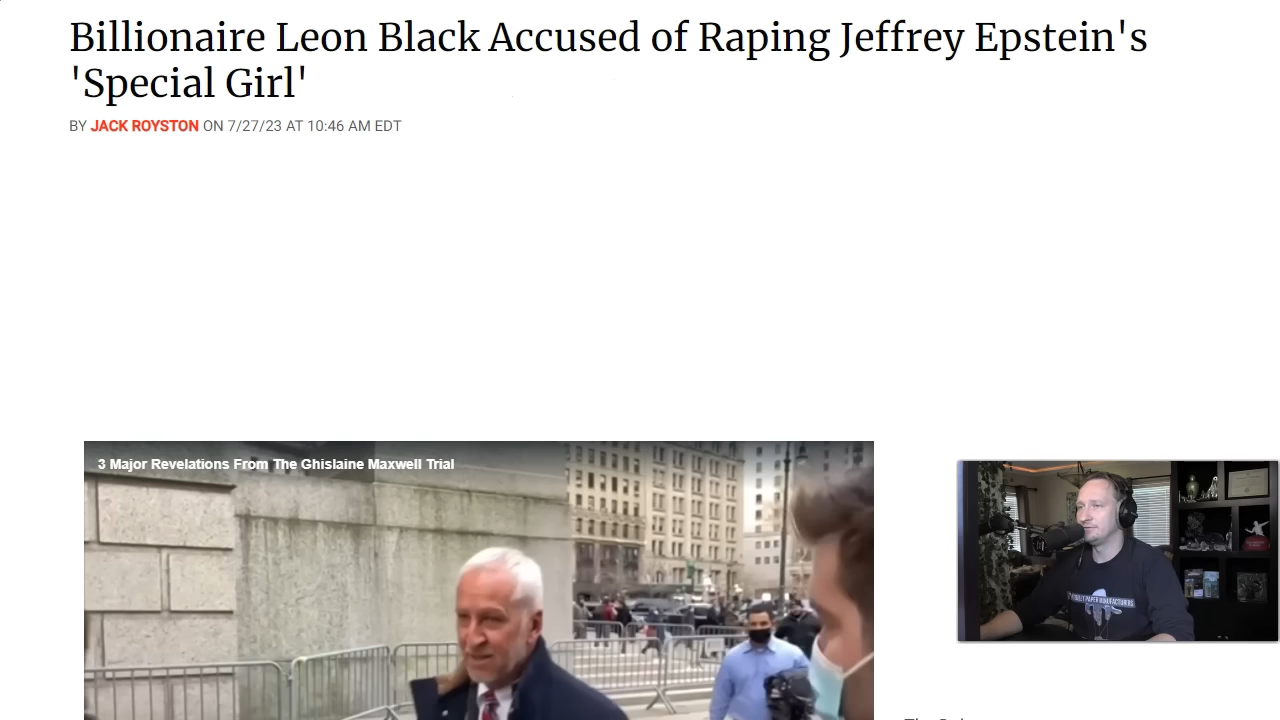 Billionaire Leon Black Accused of Raping Jeffrey Epstein's
'Special Girl'
BY JACK ROYSTON ON 7/27/23 AT 10:46 AM EDT
3 Major Revelations From The Ghislaine Maxwell Trial